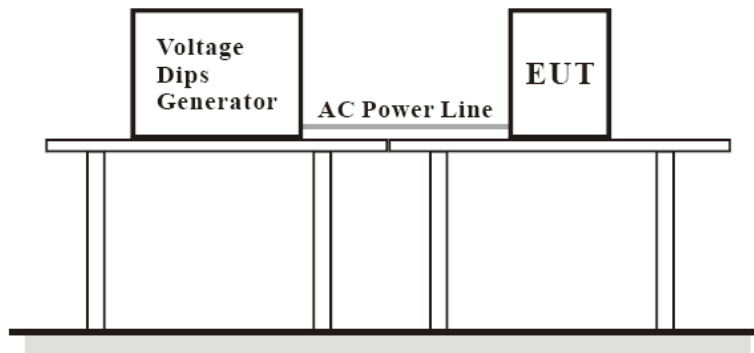 Voltage
Dips
Generator
AC Power Line
EUT